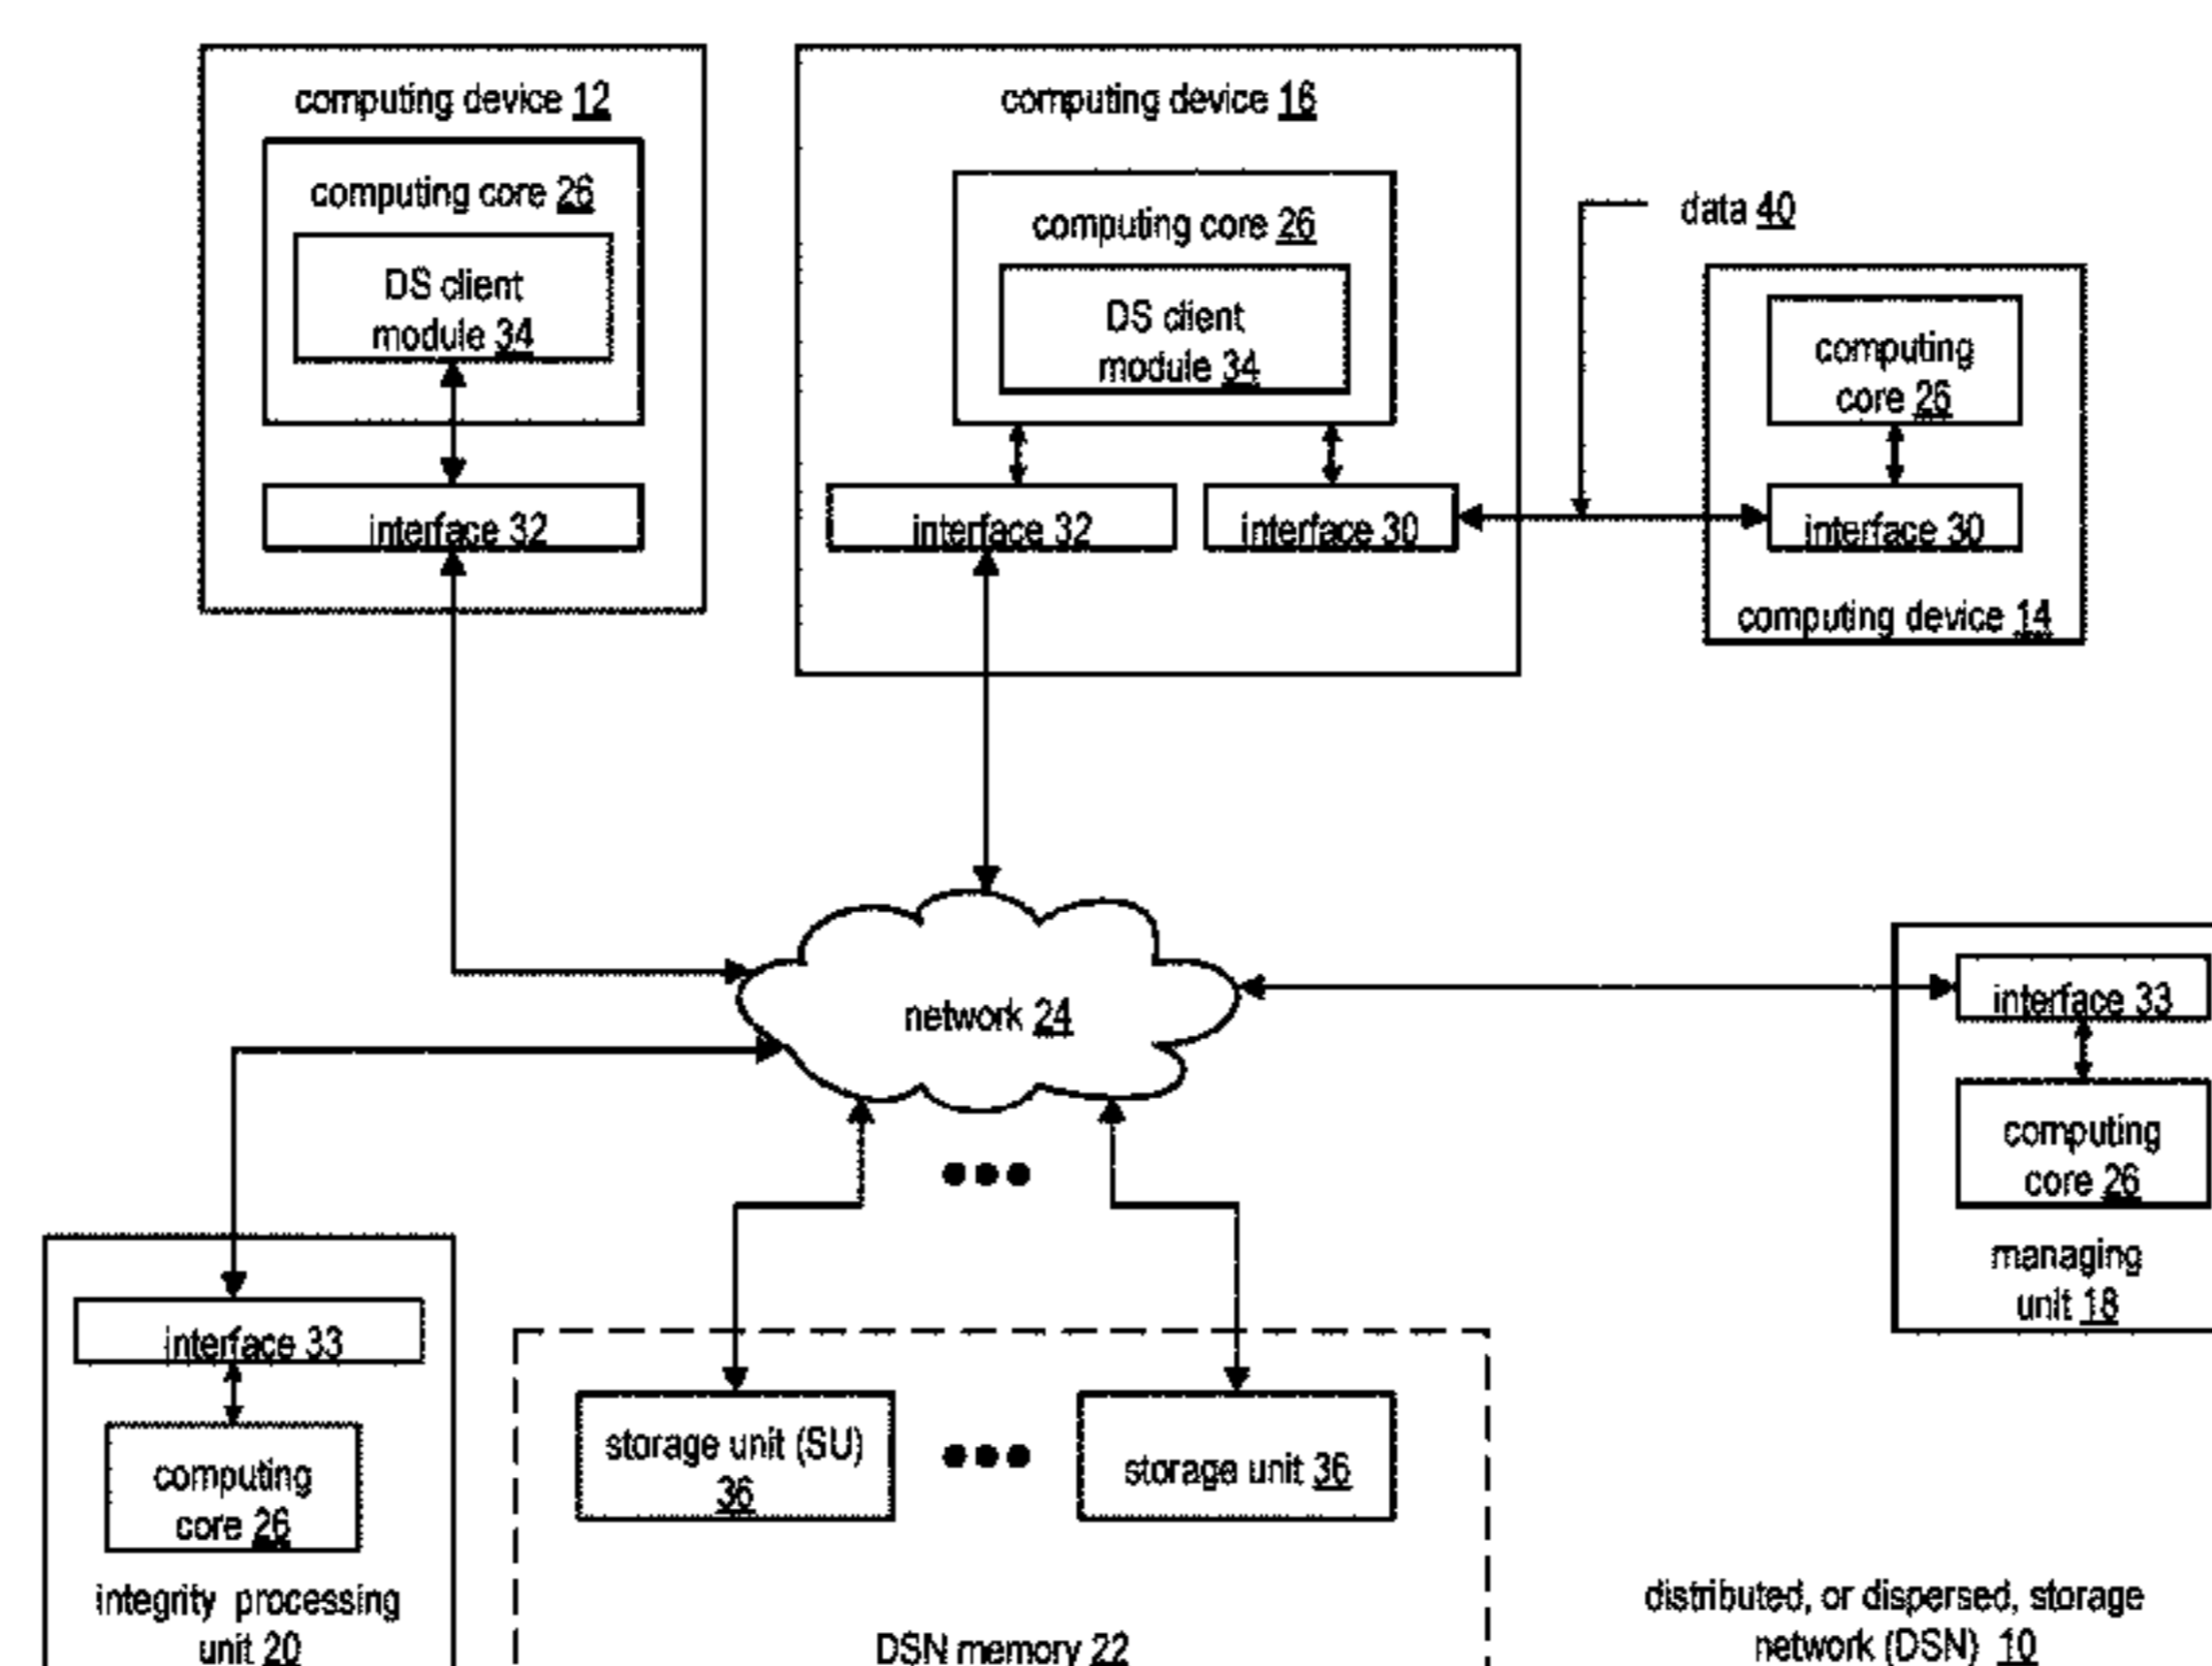 computing device 12
computing core 26
DS client
module 34
interface 32
computing device 16
computing core 26
DS client
module 34
interface 32
interface 30
data 40
computing
core 26
interface 30
computing device 14
network 24
interface 33
computing
core 26
managing
unit 18
interface 33
computing
core 26
integrity processing
unit 20
storage unit (SU)
36
storage unit 36
DSN memory 22
distributed, or dispersed, storage
network (DSN) 10